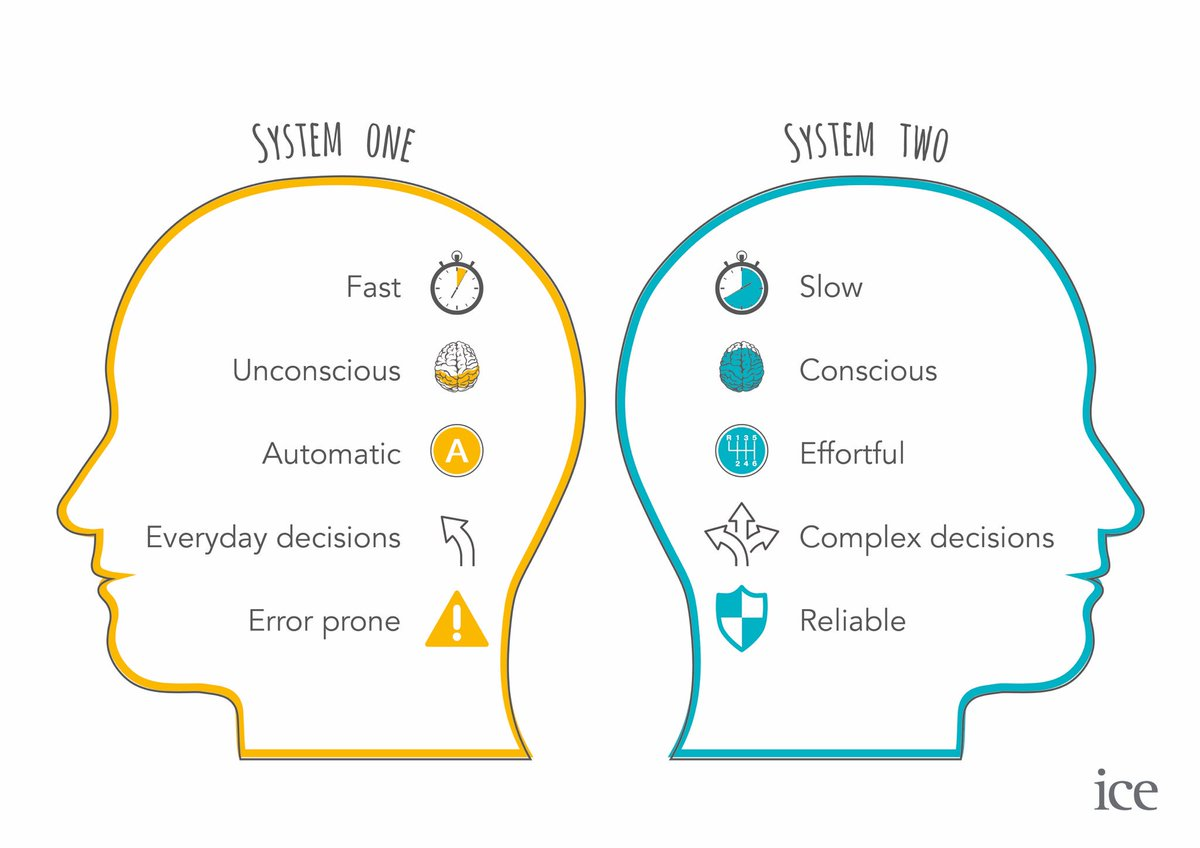 SYSTEM ONE
Fast
Unconscious
A
Automatic
Everyday decisions
Error prone
!
SYSTEM TWO
Slow
Conscious
R 1 3 5
2 4 6
Effortful
Complex decisions
Reliable
ice